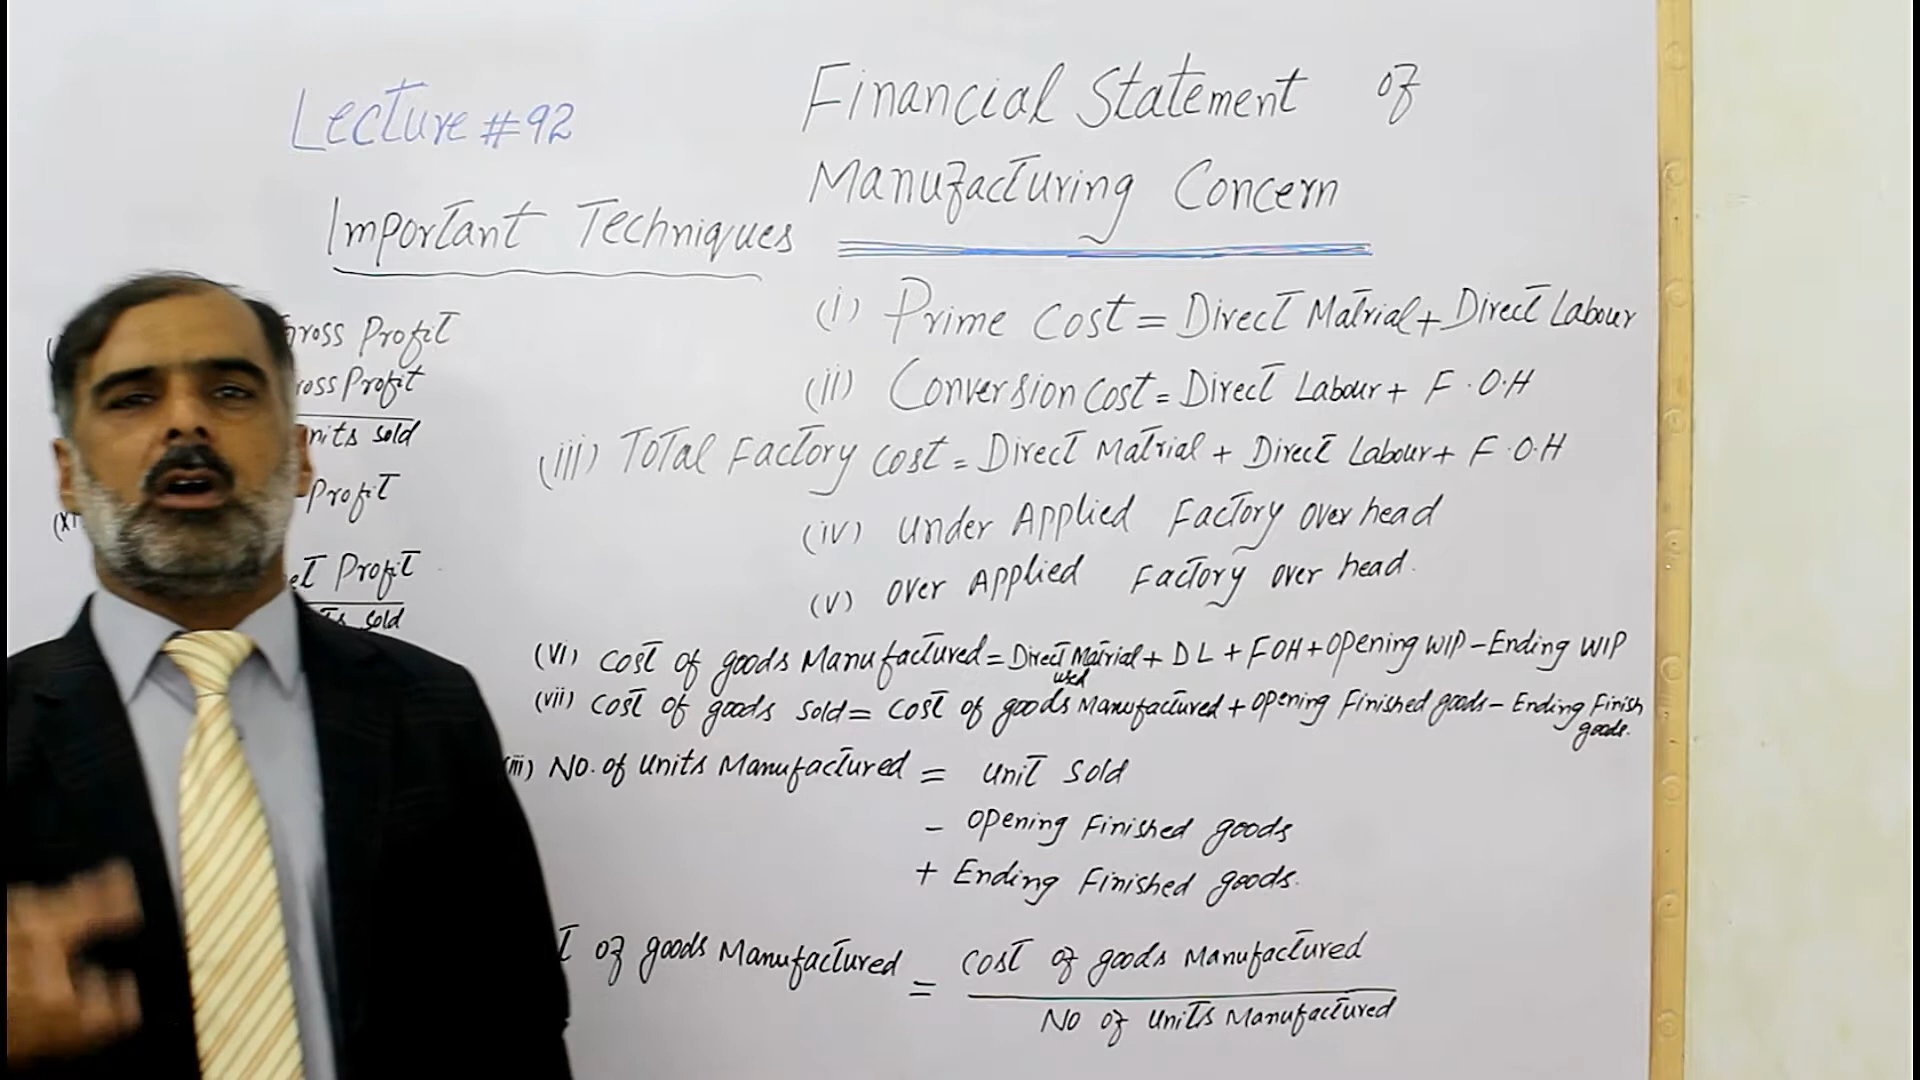 Lecture #92
Financial Statement of
Manufacturing Concern
Important Techniques
(i) Prime Cost = Direct Matrial + Direct Labour
(ii) Conversion Cost = Direct Labour + F.O.H
(iii) Total Factory Cost = Direct Matrial + Direct Labour + F.O.H
(iv) under Applied Factory over head
(v) over Applied Factory over head.
(vi) Cost of goods Manufactured = Direct Matrial used + DL + FOH + opening WIP - Ending WIP
(vii) Cost of goods Sold = Cost of goods Manufactured + opening Finished goods - Ending Finish goods.
No. of units Manufactured = unit sold
- opening Finished goods
+ Ending Finished goods.
of goods Manufactured = Cost of goods Manufactured
No of units Manufactured
Profit
Profit
sold
Profit
Profit
sold